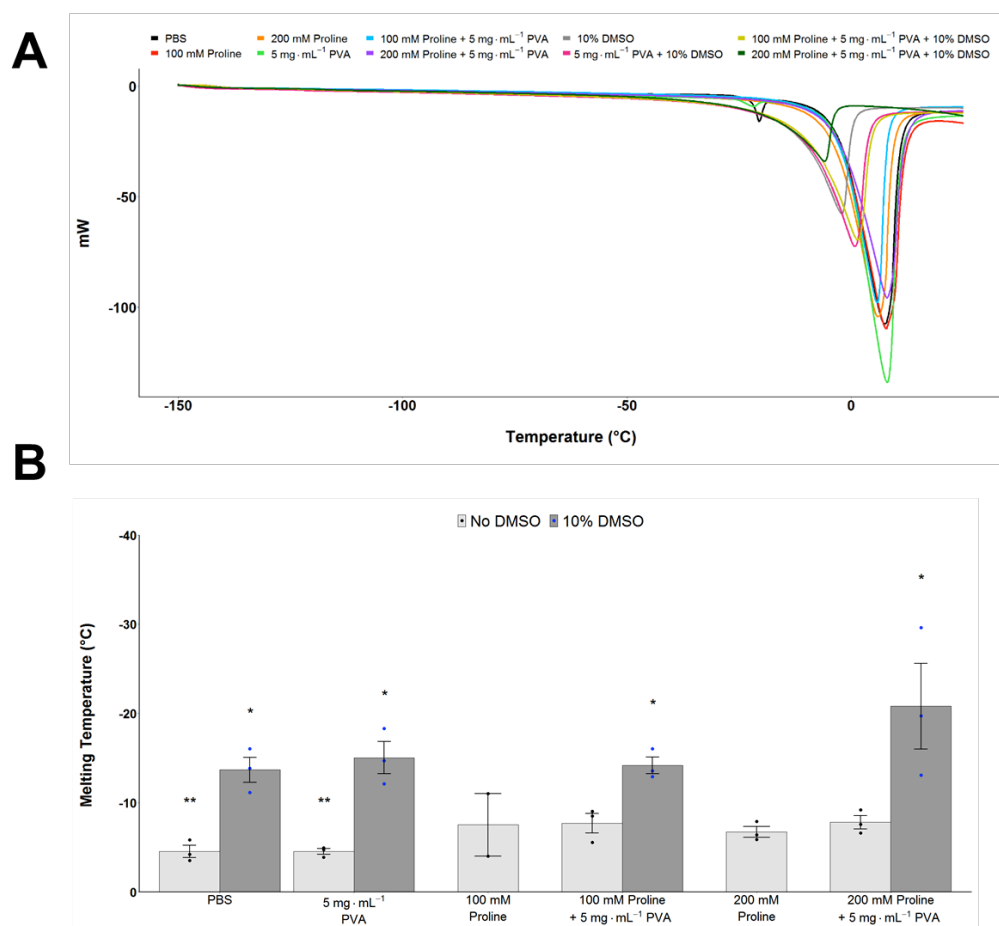 A
PBS 200 mM Proline 100 mM Proline + 5 mg · mL⁻¹ PVA 10% DMSO 100 mM Proline + 5 mg · mL⁻¹ PVA + 10% DMSO
100 mM Proline 5 mg · mL⁻¹ PVA 200 mM Proline + 5 mg · mL⁻¹ PVA 5 mg · mL⁻¹ PVA + 10% DMSO 200 mM Proline + 5 mg · mL⁻¹ PVA + 10% DMSO
0
-50
-100
mW
-150 -100 -50 0
Temperature (°C)
B
No DMSO 10% DMSO
-40
-30
-20
-10
0
Melting Temperature (°C)
** * ** * * *
PBS 5 mg · mL⁻¹ 100 mM 100 mM Proline 200 mM 200 mM Proline
PVA Proline + 5 mg · mL⁻¹ PVA Proline + 5 mg · mL⁻¹ PVA